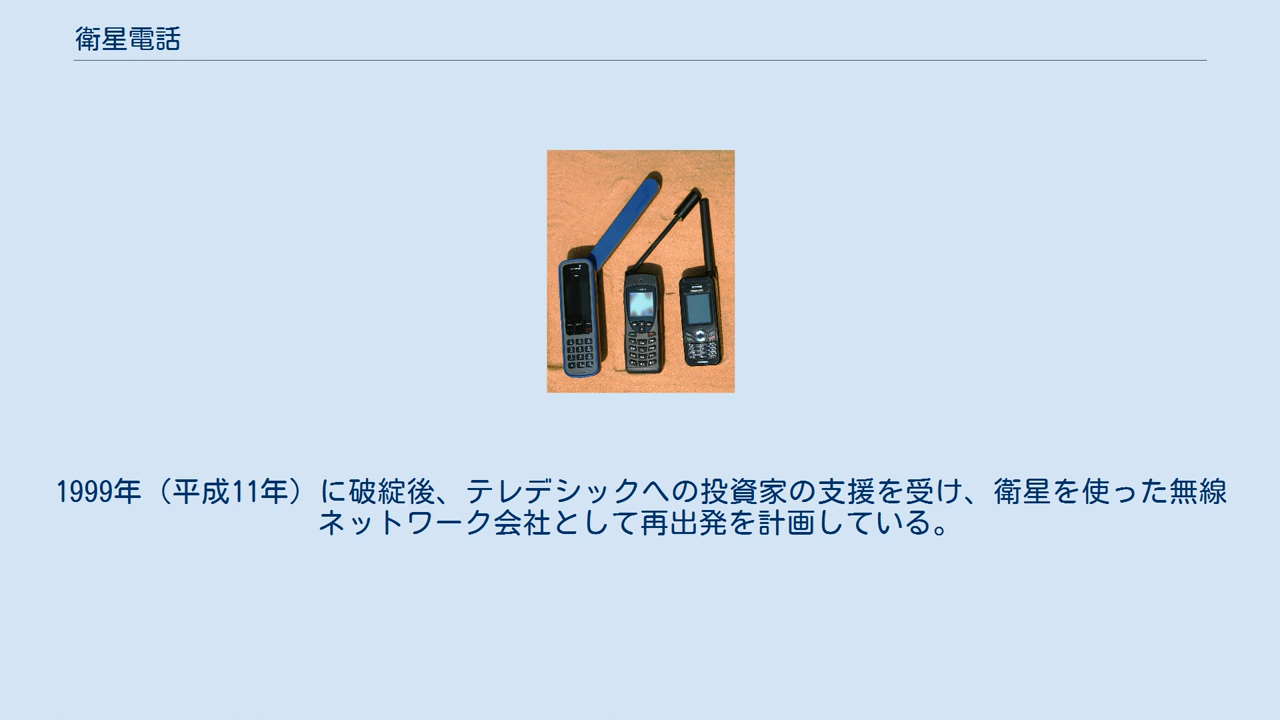 衛星電話
1999年（平成11年）に破綻後、テレデシックへの投資家の支援を受け、衛星を使った無線
ネットワーク会社として再出発を計画している。